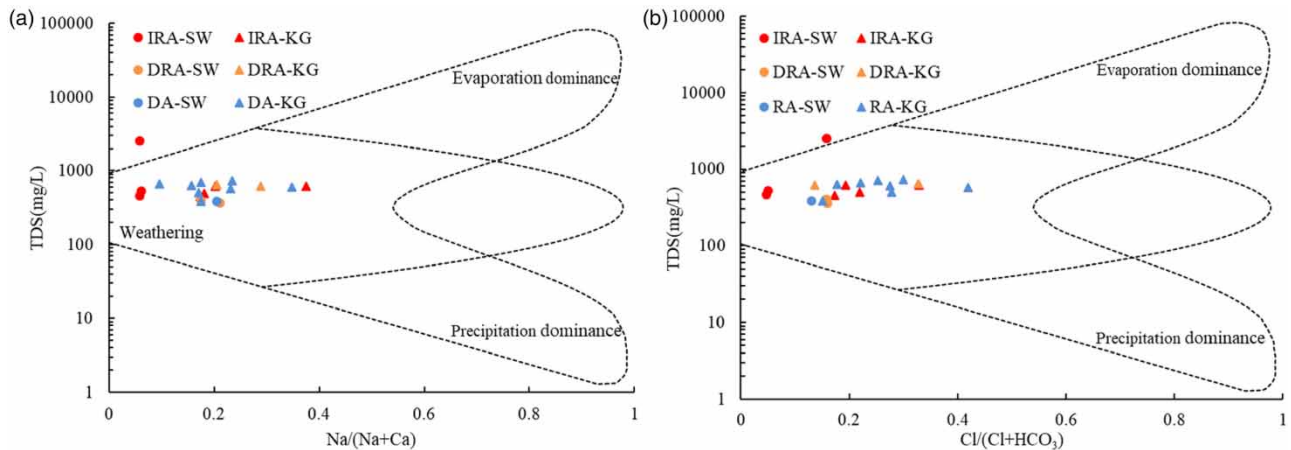 (a)
100000
10000
1000
100
10
1
TDS(mg/L)
IRA-SW IRA-KG
DRA-SW DRA-KG
DA-SW DA-KG
Evaporation dominance
Weathering
Precipitation dominance
0 0.2 0.4 0.6 0.8 1
Na/(Na+Ca)
(b)
100000
10000
1000
100
10
1
TDS(mg/L)
IRA-SW IRA-KG
DRA-SW DRA-KG
RA-SW RA-KG
Evaporation dominance
Precipitation dominance
0 0.2 0.4 0.6 0.8 1
Cl/(Cl+HCO₃)